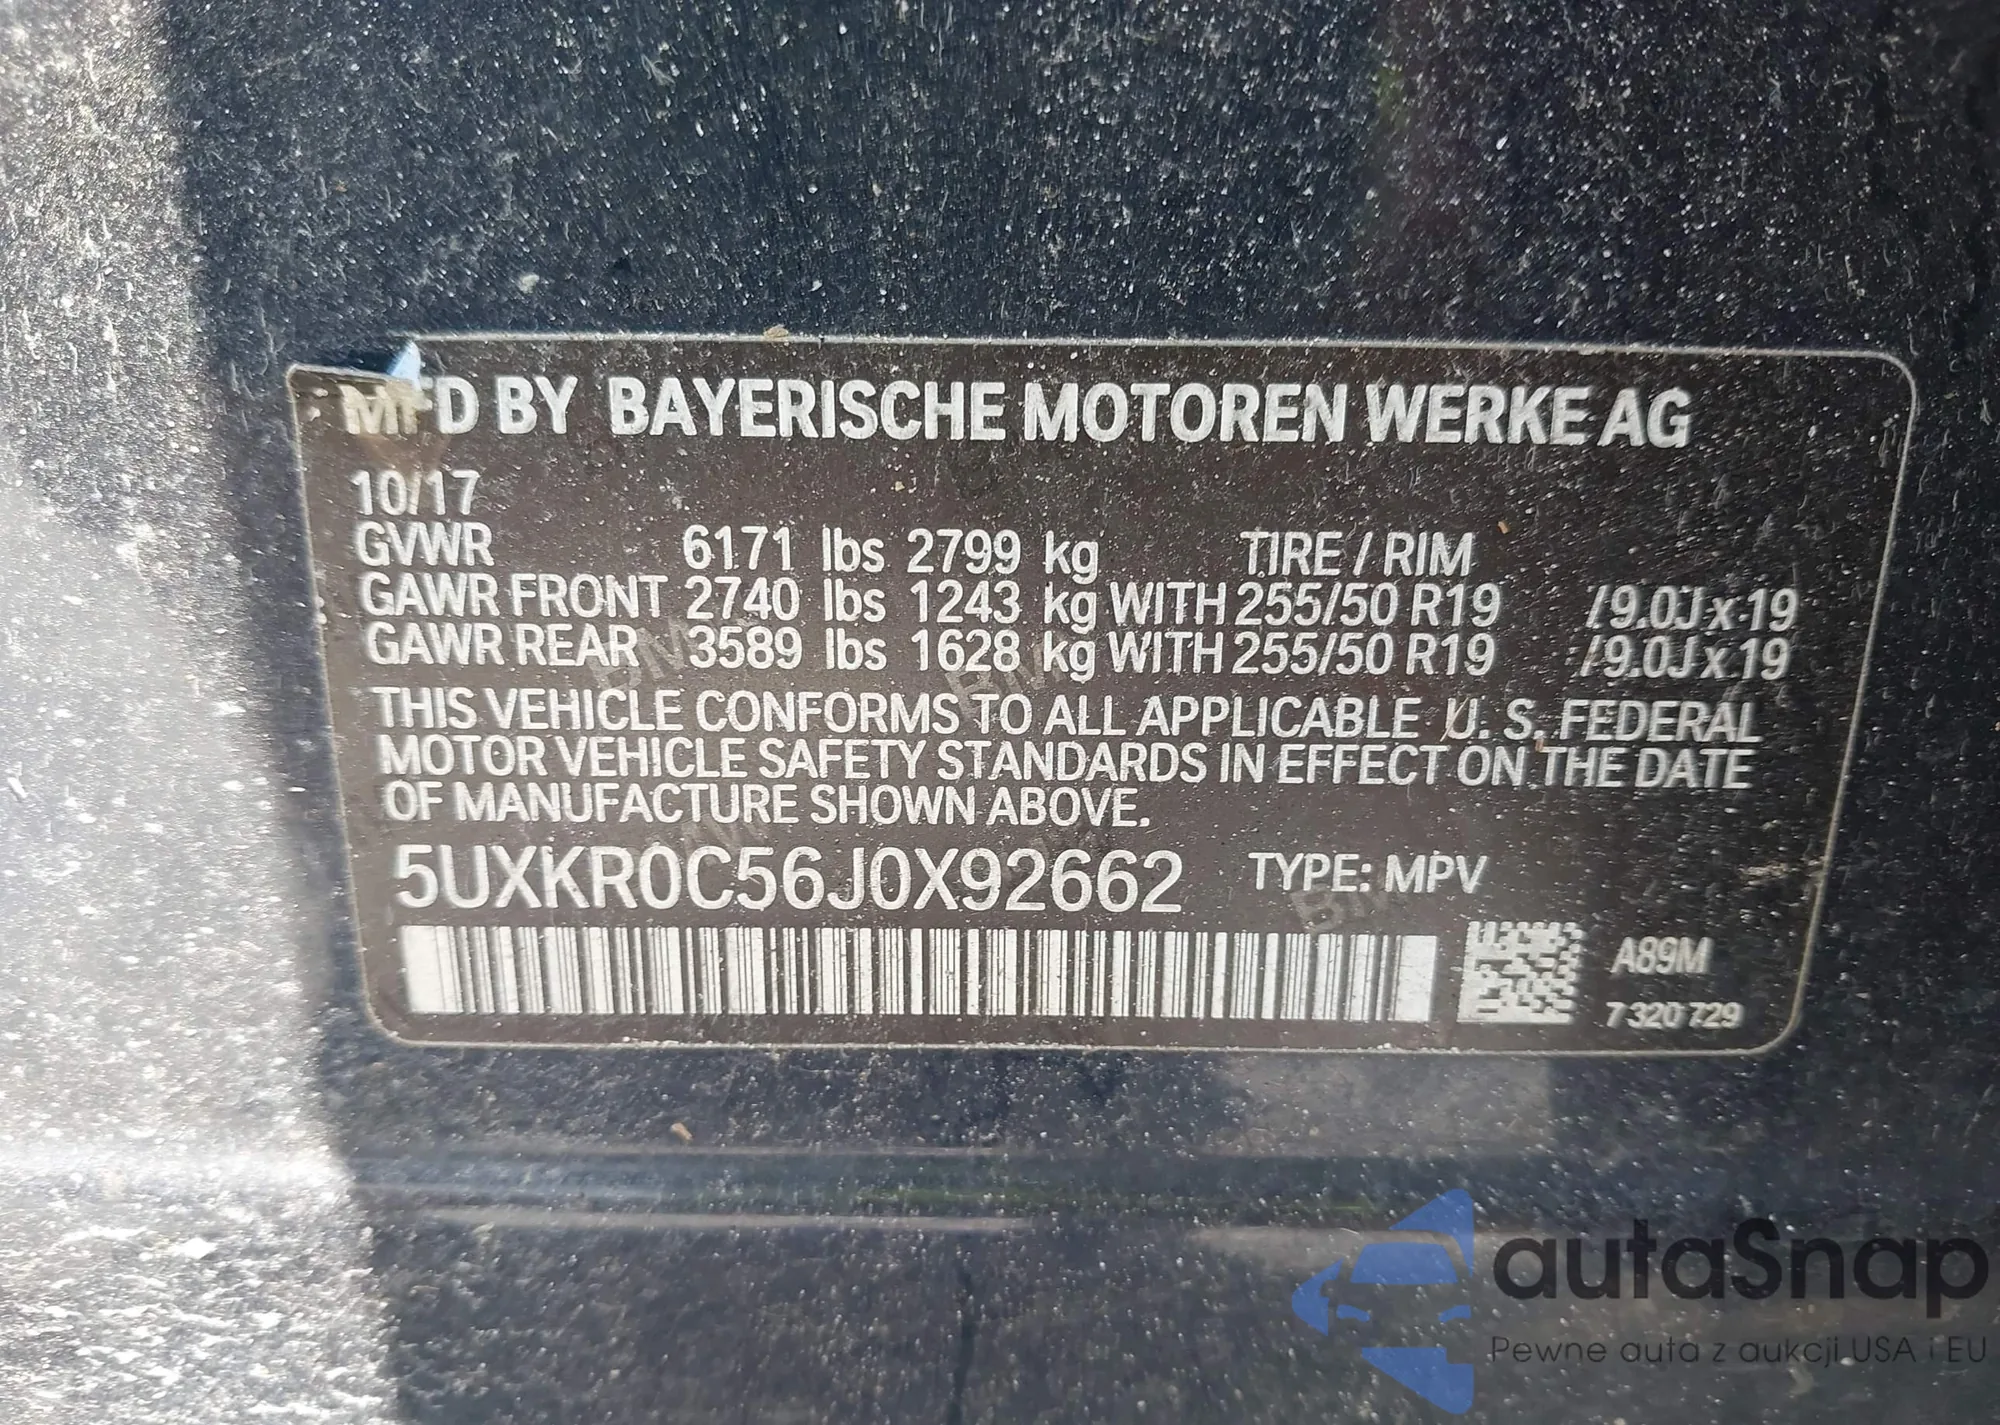 MFD BY BAYERISCHE MOTOREN WERKE AG
10/17
GVWR 6171 lbs 2799 kg TIRE / RIM
GAWR FRONT 2740 lbs 1243 kg WITH 255/50 R19 / 9.0J x 19
GAWR REAR 3589 lbs 1628 kg WITH 255/50 R19 / 9.0J x 19
THIS VEHICLE CONFORMS TO ALL APPLICABLE U. S. FEDERAL
MOTOR VEHICLE SAFETY STANDARDS IN EFFECT ON THE DATE
OF MANUFACTURE SHOWN ABOVE.
5UXKR0C56J0X92662 TYPE: MPV
A89M
7 320 729
autaSnap
Pewne auta z aukcji USA i EU